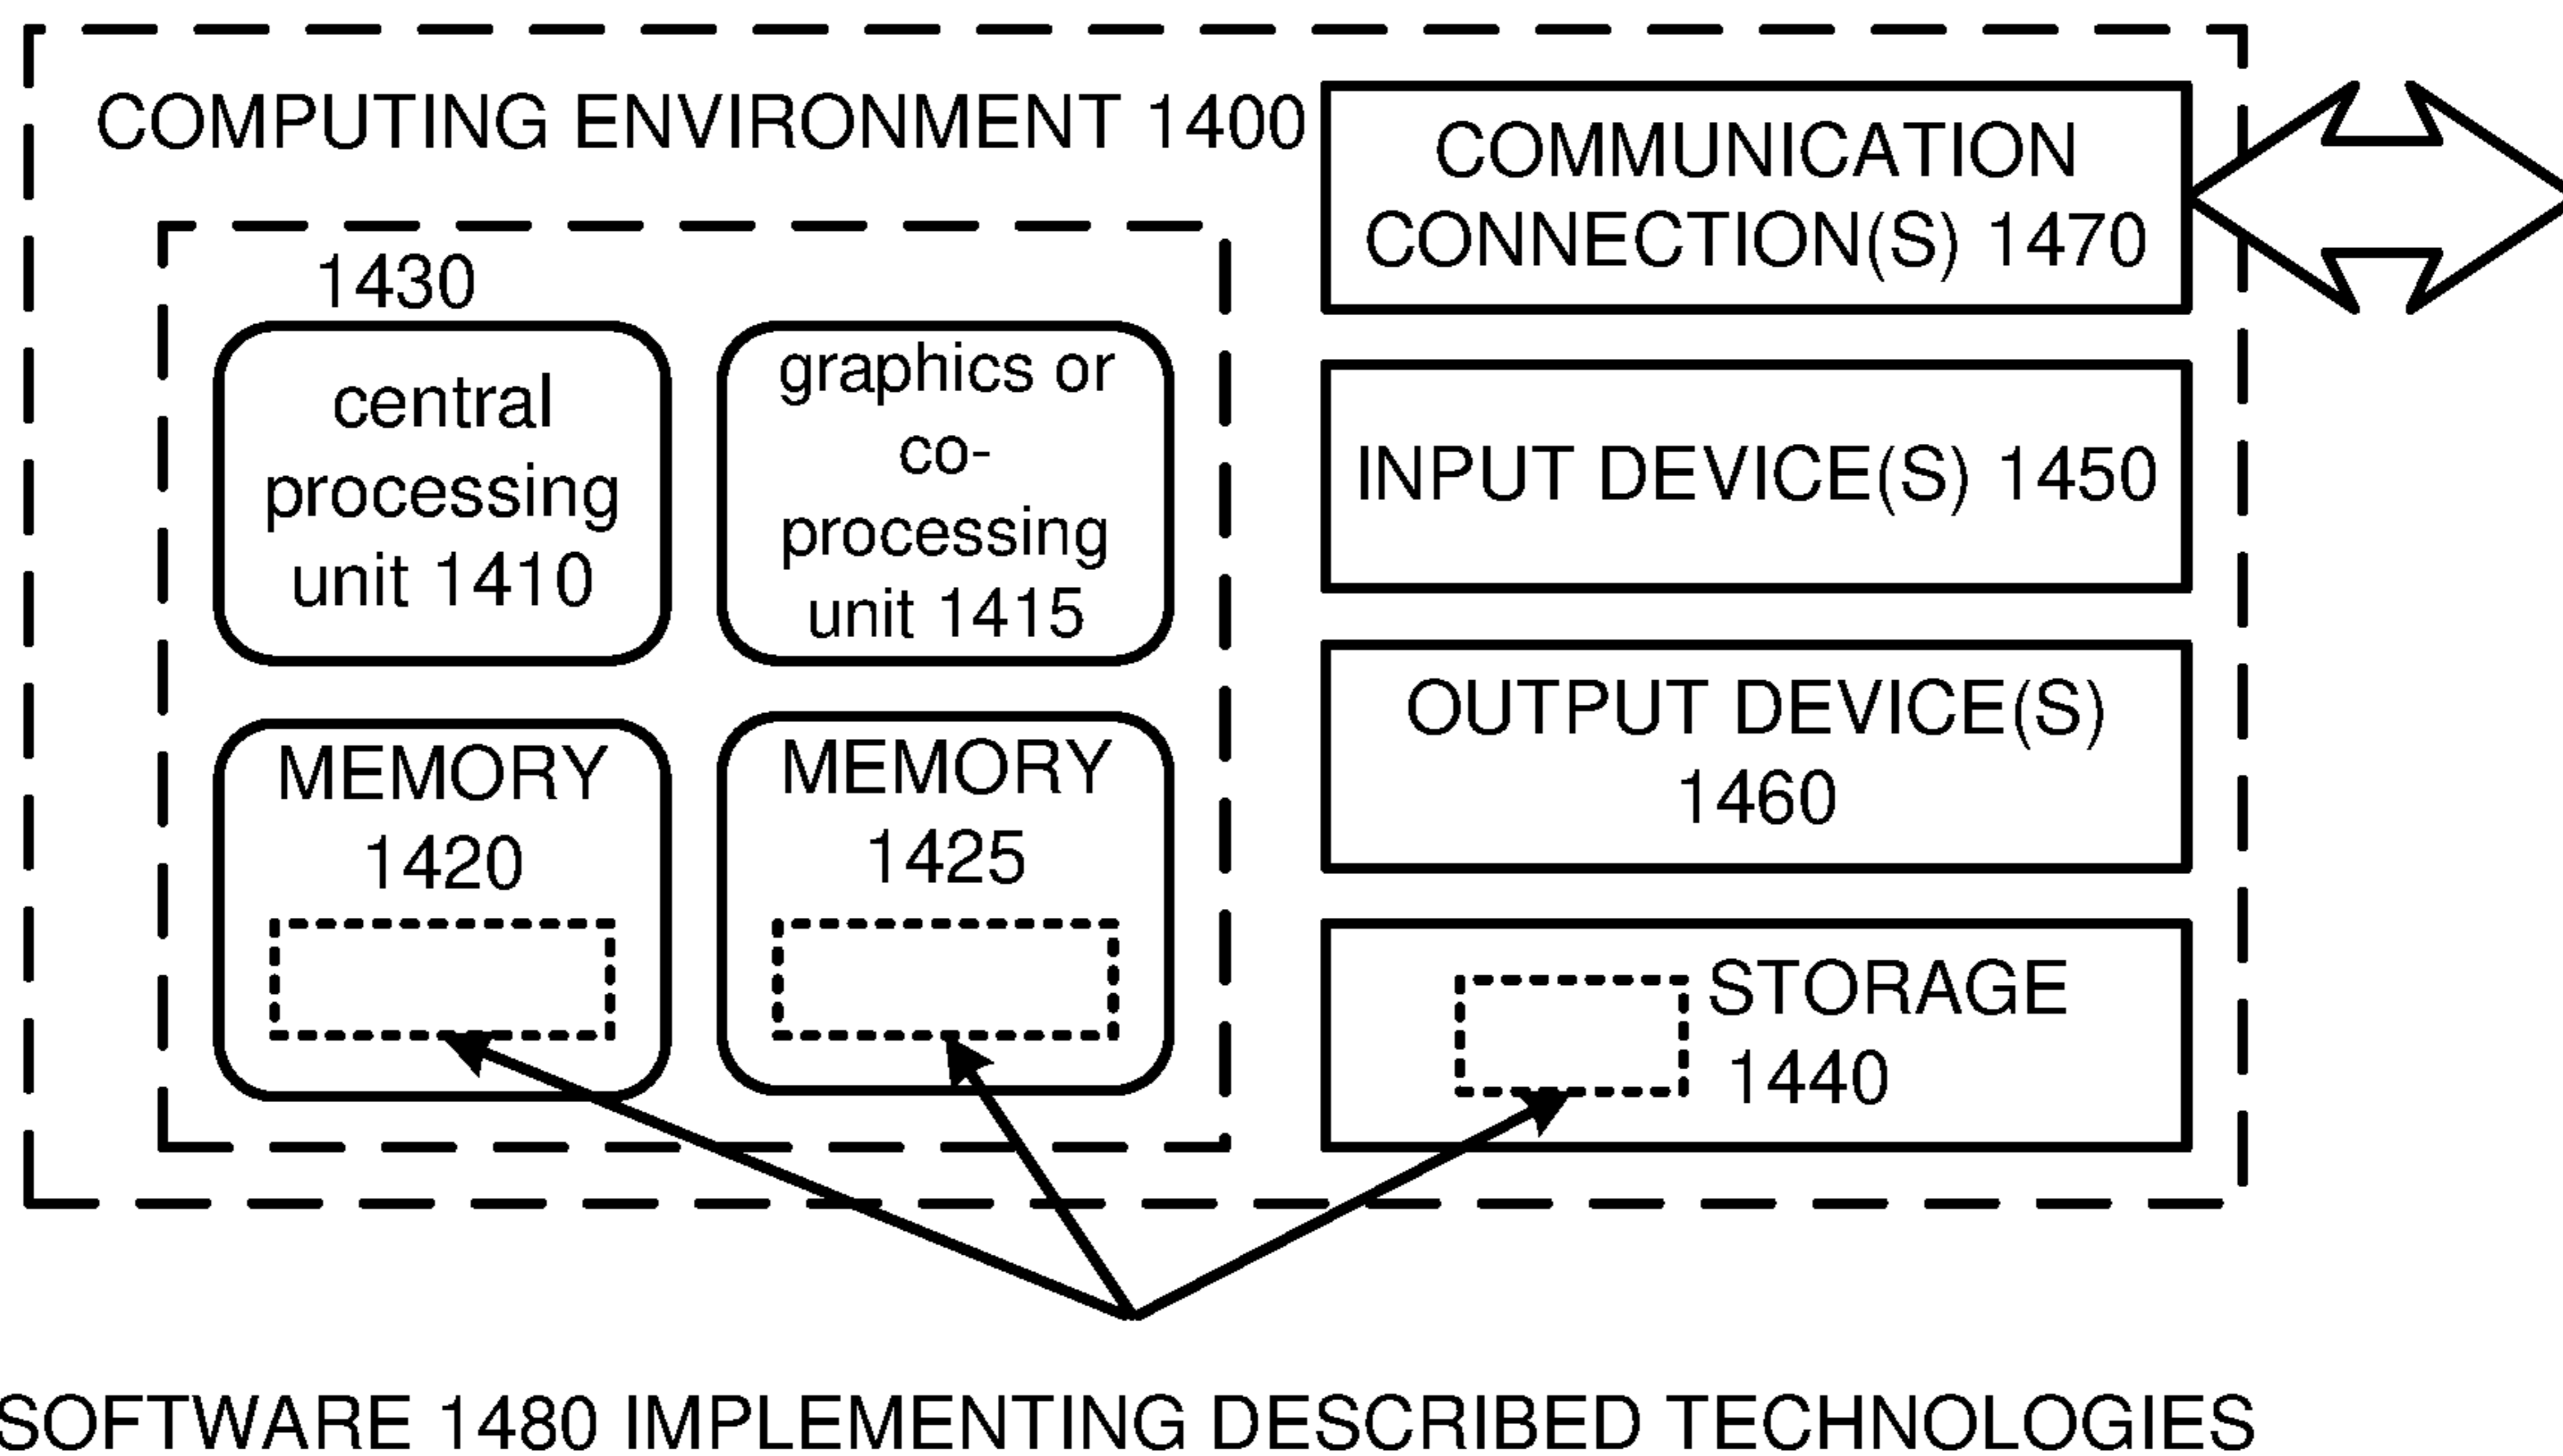 COMPUTING ENVIRONMENT 1400
1430
central
processing
unit 1410
graphics or
co-
processing
unit 1415
MEMORY
1420
MEMORY
1425
COMMUNICATION
CONNECTION(S) 1470
INPUT DEVICE(S) 1450
OUTPUT DEVICE(S)
1460
STORAGE
1440
SOFTWARE 1480 IMPLEMENTING DESCRIBED TECHNOLOGIES